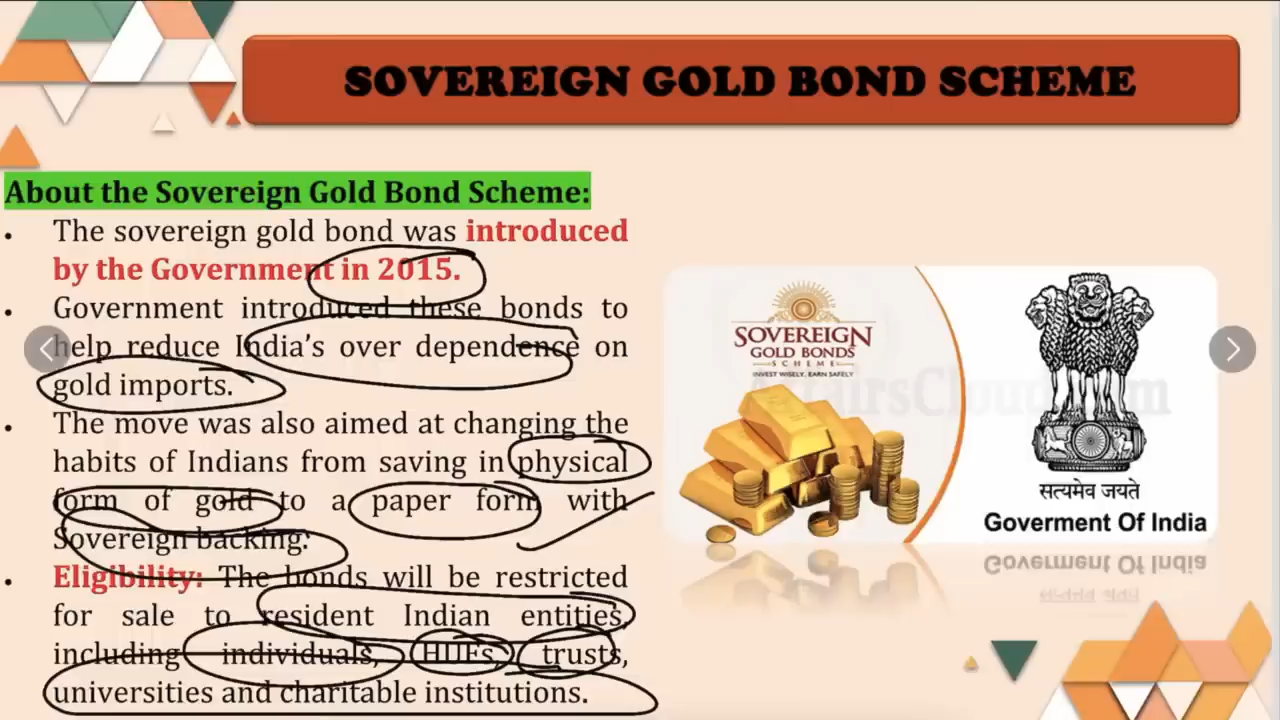 SOVEREIGN GOLD BOND SCHEME
About the Sovereign Gold Bond Scheme:
• The sovereign gold bond was introduced
by the Government in 2015.
• Government introduced these bonds to
help reduce India's over dependence on
gold imports.
• The move was also aimed at changing the
habits of Indians from saving in physical
form of gold to a paper form with
Sovereign backing.
• Eligibility: The bonds will be restricted
for sale to resident Indian entities,
including individuals, HUFs, trusts,
universities and charitable institutions.
SOVEREIGN
GOLD BONDS
SCHEME
INVEST WISELY, EARN SAFELY
AffairsCloud.com
सत्यमेव जयते
Goverment Of India